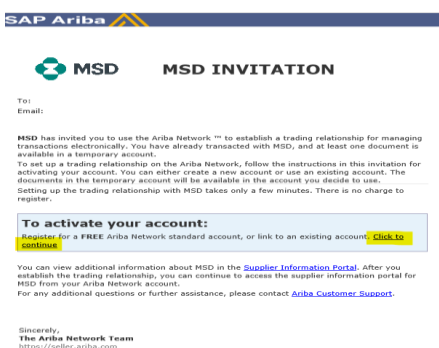 SAP Ariba
MSD MSD INVITATION
To:
Email:
MSD has invited you to use the Ariba Network ™ to establish a trading relationship for managing
transactions electronically. You have already transacted with MSD, and at least one document is
available in a temporary account.
To set up a trading relationship on the Ariba Network, follow the instructions in this invitation for
activating your account. You can either create a new account or use an existing account. The
documents in the temporary account will be available in the account you decide to use.
Setting up the trading relationship with MSD takes only a few minutes. There is no charge to
register.
To activate your account:
Register for a FREE Ariba Network standard account, or link to an existing account. Click to
continue
You can view additional information about MSD in the Supplier Information Portal. After you
establish the trading relationship, you can continue to access the supplier information portal for
MSD from your Ariba Network account.
For any additional questions or further assistance, please contact Ariba Customer Support.
Sincerely,
The Ariba Network Team
https://seller.ariba.com